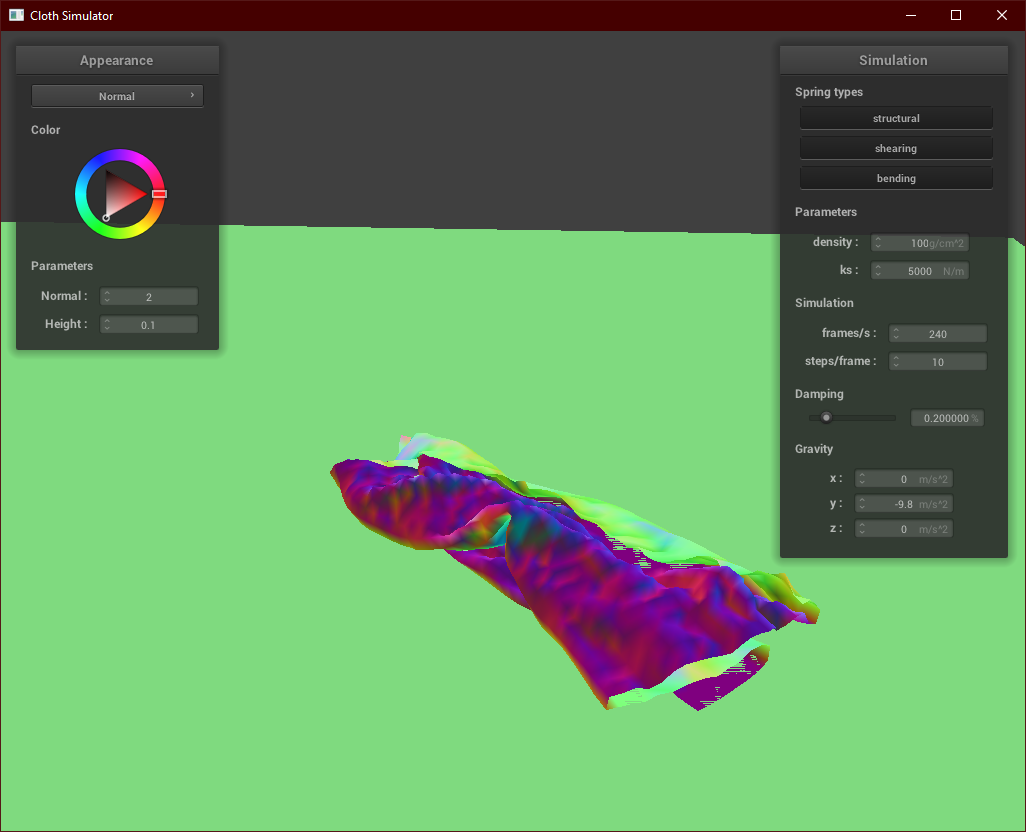 Cloth Simulator
Appearance
Normal
Color
Parameters
Normal : 2
Height : 0.1
Simulation
Spring types
structural
shearing
bending
Parameters
density : 100 g/cm^2
ks : 5000 N/m
Simulation
frames/s : 240
steps/frame : 10
Damping
0.200000 %
Gravity
x : 0 m/s^2
y : -9.8 m/s^2
z : 0 m/s^2